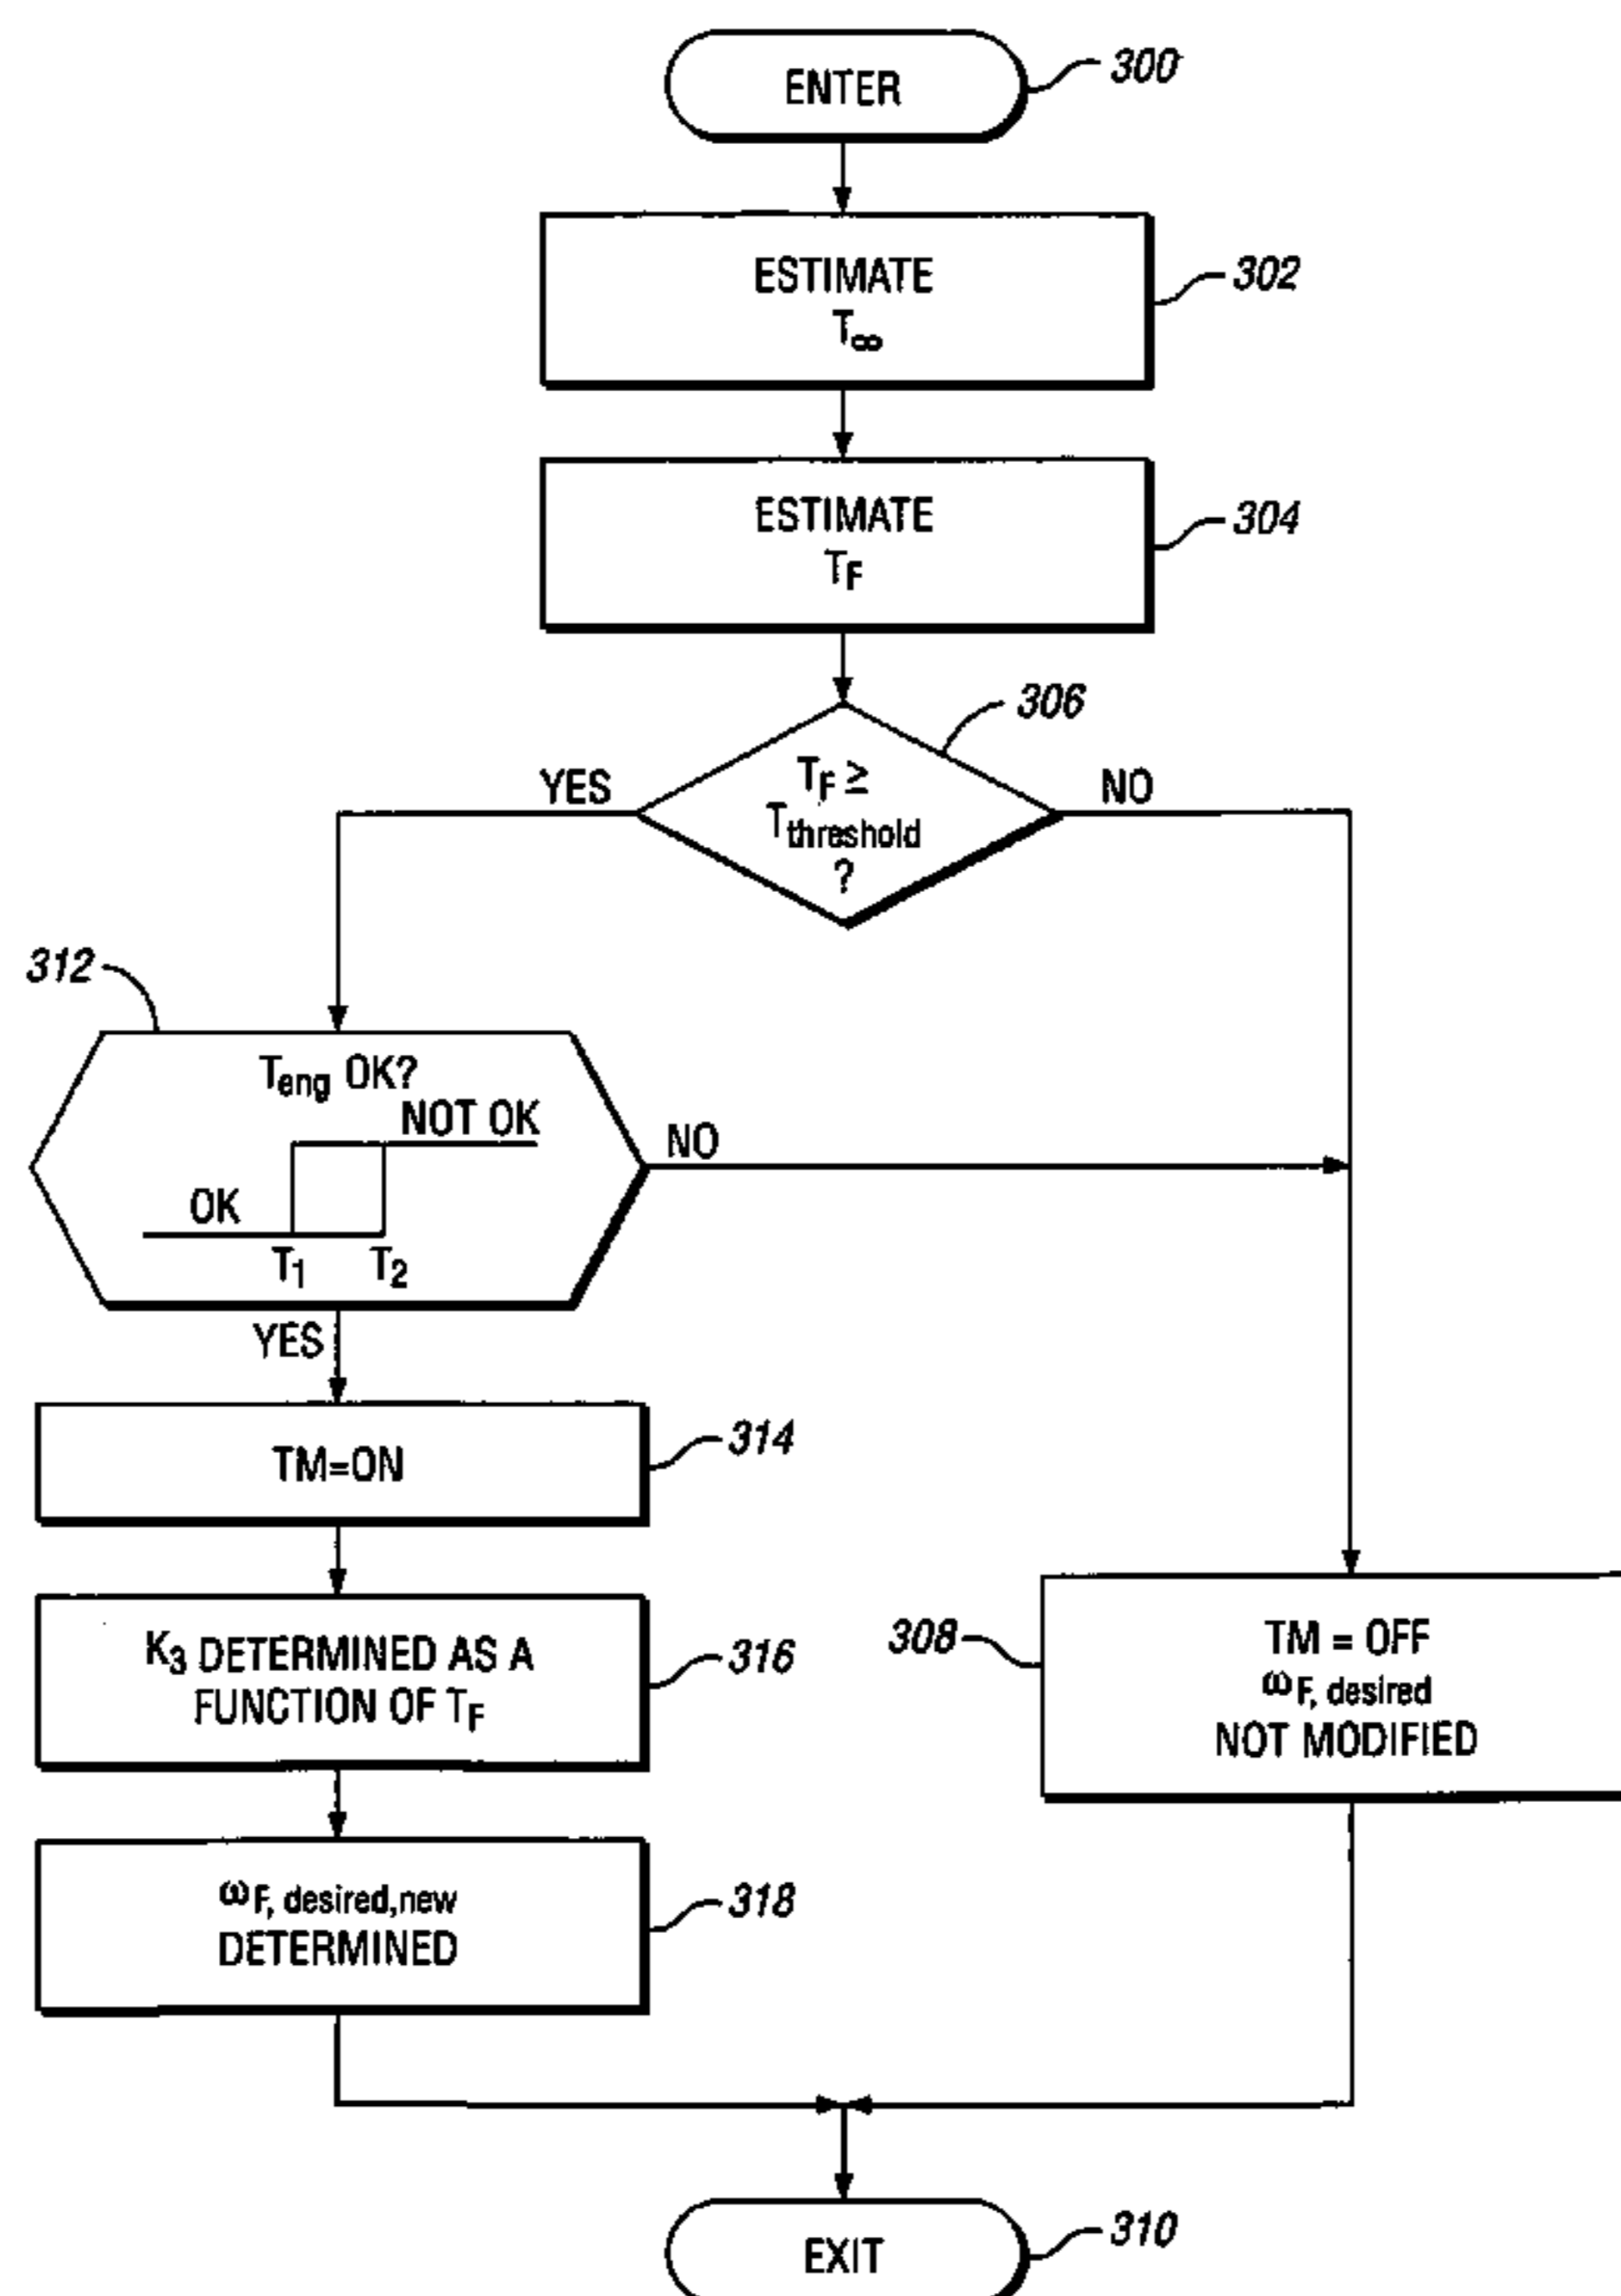 ENTER
300
ESTIMATE
T∞
302
ESTIMATE
TF
304
306
TF ≥
Tthreshold
?
YES
NO
312
Teng OK?
NOT OK
OK
T1
T2
NO
YES
TM=ON
314
K3 DETERMINED AS A
FUNCTION OF TF
316
308
TM = OFF
ωF, desired
NOT MODIFIED
ωF, desired,new
DETERMINED
318
EXIT
310